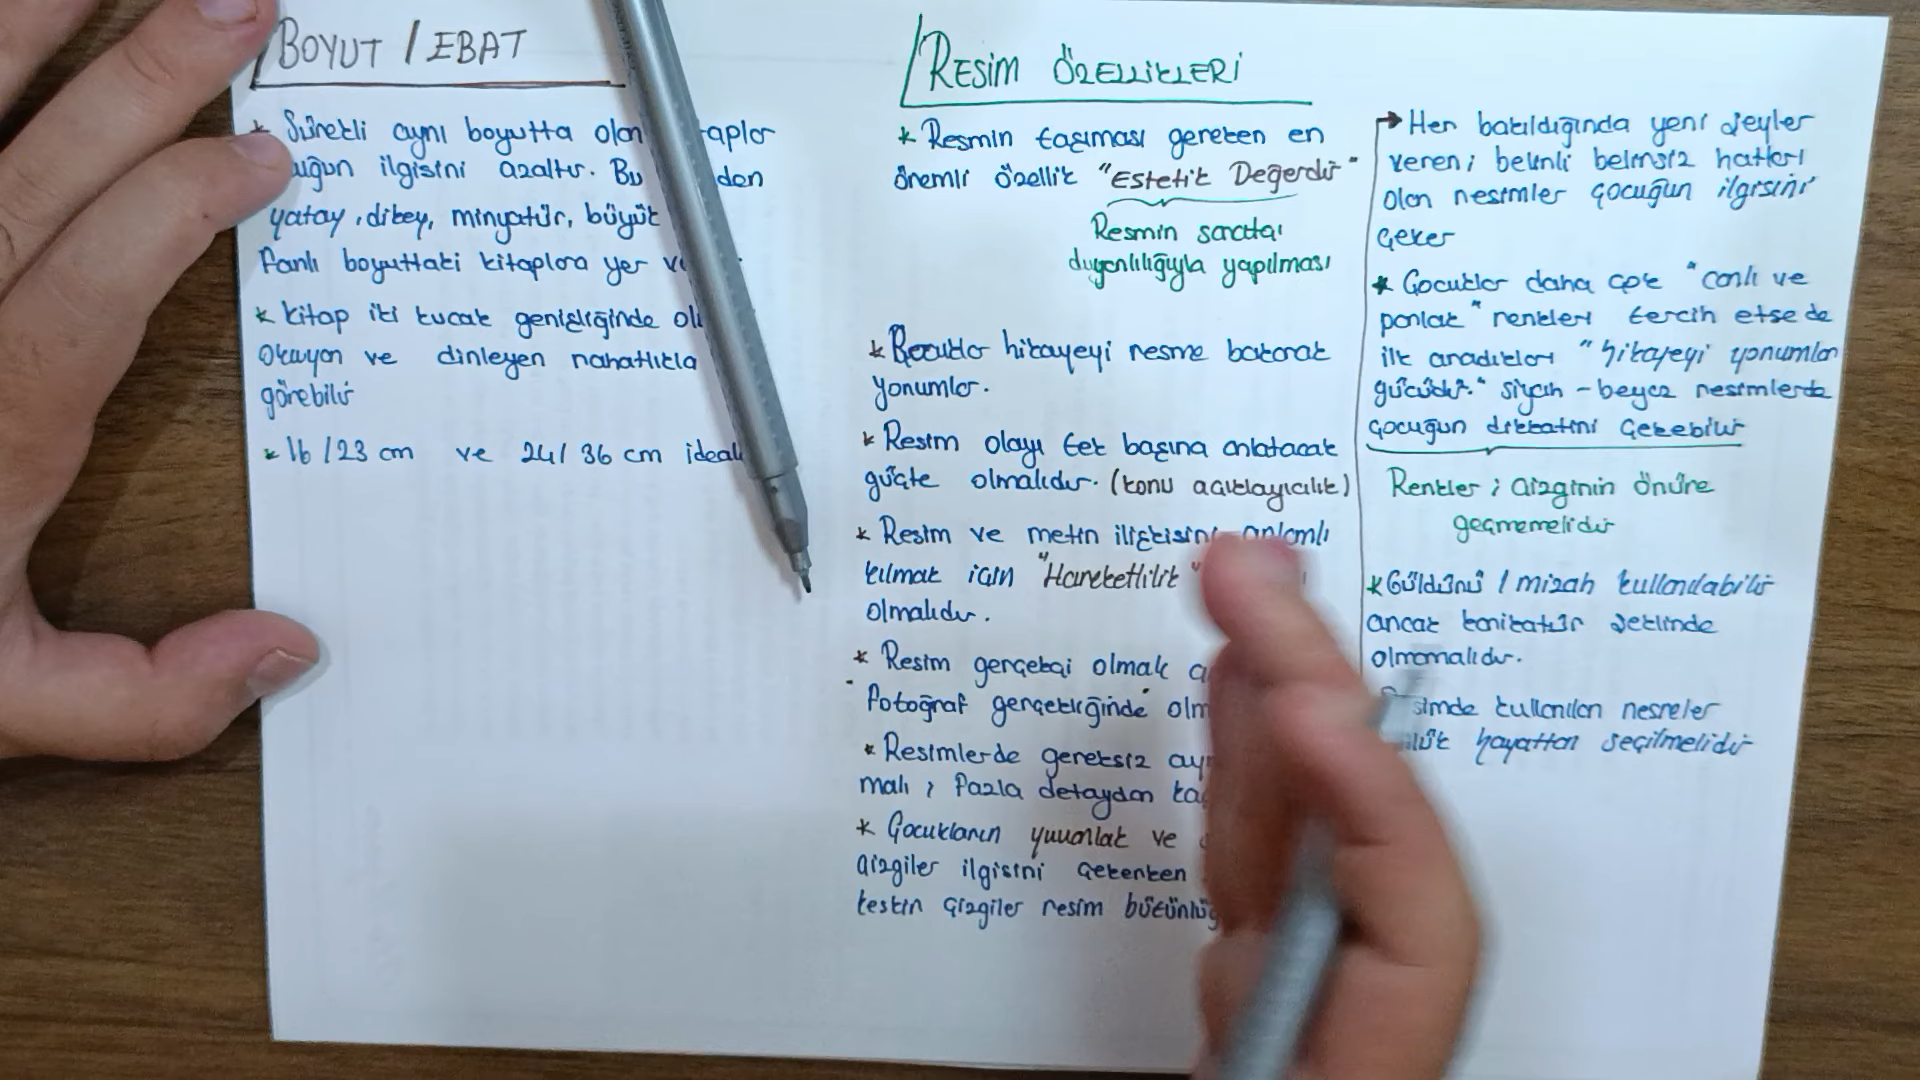 BOYUT / EBAT
* Sürekli aynı boyutta olan
ilgisini azaltır. Bu
yatay, dikey, minyatür, büyük
farklı boyuttaki kitaplara yer
* Kitap iki kucak genişliğinde
okuyan ve dinleyen rahatlıkla
görebilir
* 16/23 cm ve 24/36 cm ideal
RESİM ÖZELLİKLERİ
* Resmin taşıması gereken en
önemli özellik "Estetik Değerdir"
Resmin sanatsal
duyarlılığıyla yapılması
* Çocuklar hikayeyi resme bakarak
yorumlar.
* Resim olayı tek başına anlatacak
güçte olmalıdır. (konu açıklayıcılık)
* Resim ve metin ilişkisini anlamlı
kılmak için "Hareketlilik"
olmalıdır.
* Resim gerçekçi olmalı
fotoğraf gerçekliğinde
* Resimlerde gereksiz
malı, fazla detaydan
* Çocukların yuvarlak ve
çizgiler ilgisini çekerken
keskin çizgiler resim
→ Her bakıldığında yeni şeyler
veren; belirli belirsiz hatları
olan resimler çocuğun ilgisini
çeker
* Çocuklar daha çok "canlı ve
parlak" renkleri tercih etse de
ilk aradıkları "hikayeyi yorumlar
gücüdür." Siyah - beyaz resimlerde
çocuğun dikkatini çekebilir
Renkler; çizginin önüne
geçmemelidir
* Güldürü / mizah kullanılabilir
ancak karikatür şeklinde
olmamalıdır.
kullanılan nesneler
hayattan seçilmelidir